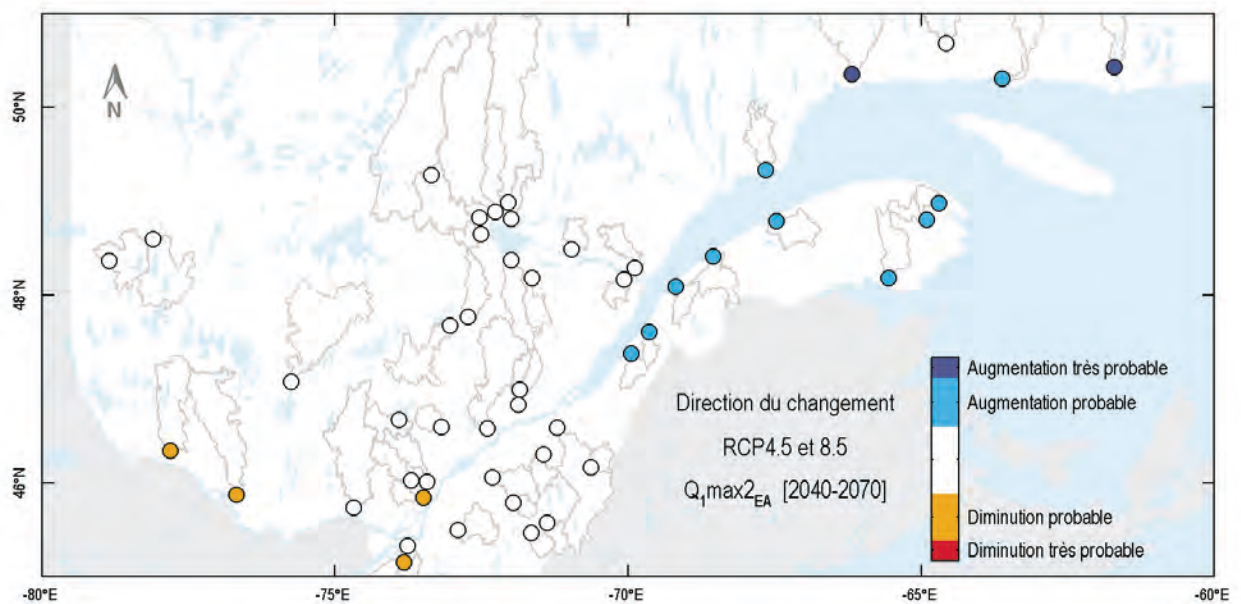 N
50°N
48°N
46°N
-80°E
-75°E
-70°E
-65°E
-60°E
Direction du changement
RCP4.5 et 8.5
Q₁max2EA [2040-2070]
Augmentation très probable
Augmentation probable
Diminution probable
Diminution très probable